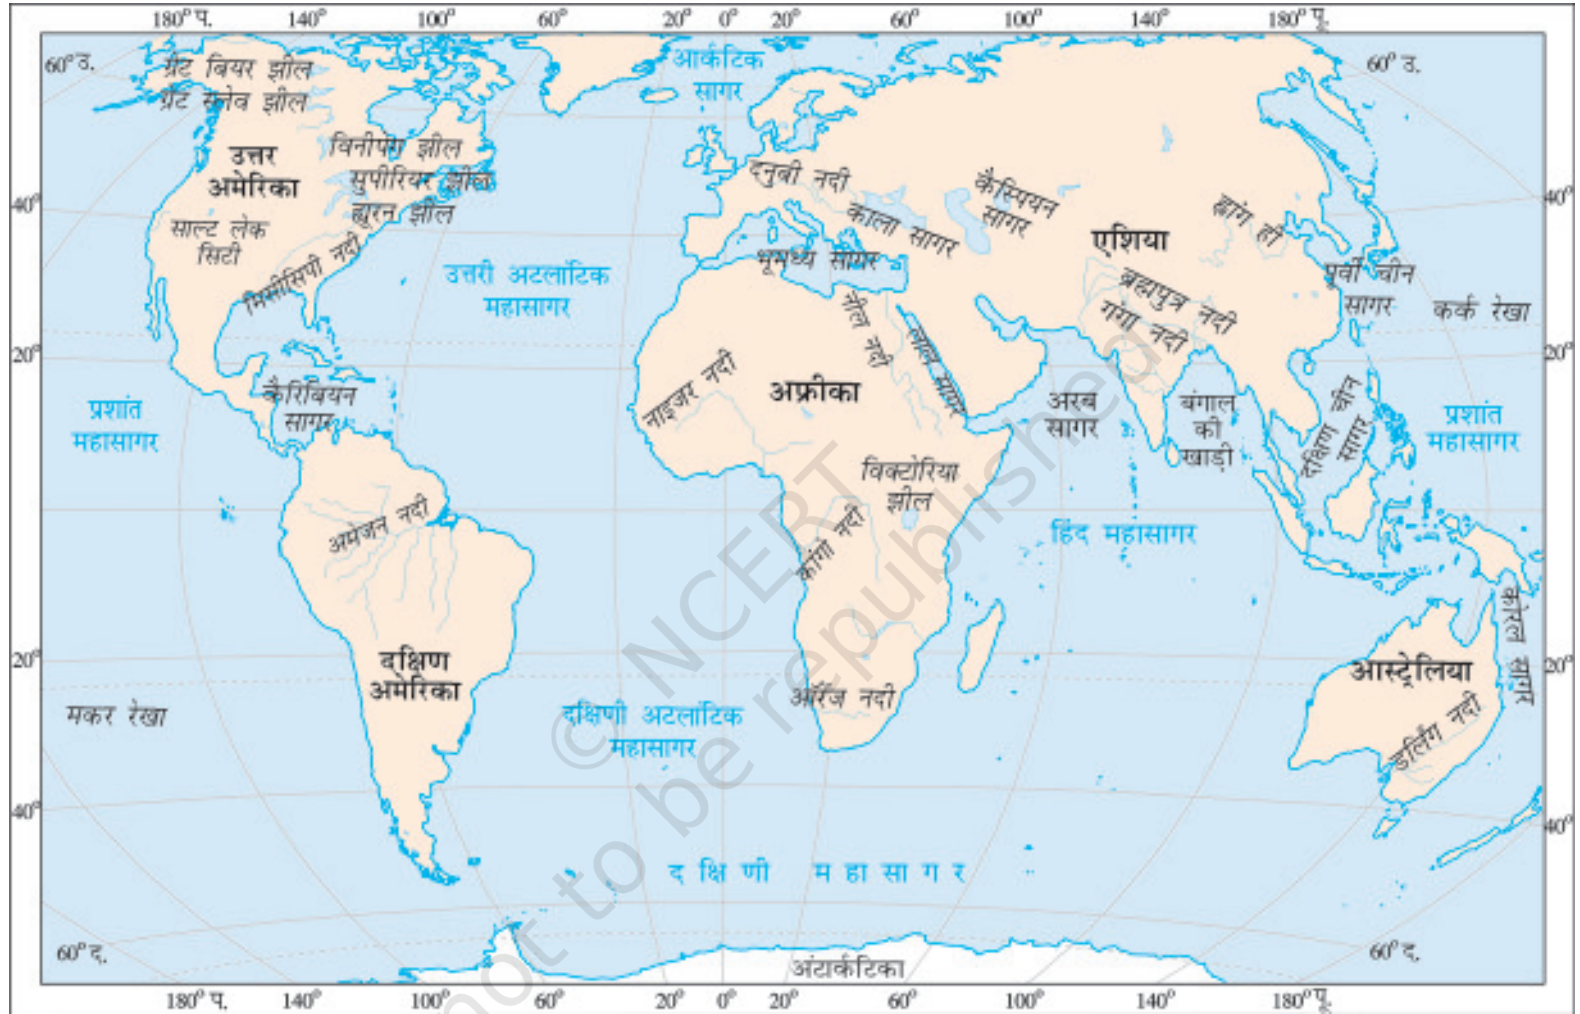 180° प. 140° 100° 60° 20° 0° 20° 60° 100° 140° 180° पू.
60° उ.
ग्रेट बियर झील
ग्रेट स्लेव झील
आर्कटिक
सागर
60° उ.
विनीपेग झील
उत्तर
अमेरिका
सुपीरियर झील
ह्यूरन झील
दनुबी नदी
काला सागर
कैस्पियन
सागर
ह्वांग ही
एशिया
40°
40°
साल्ट लेक
सिटी
मिसीसिपी नदी
उत्तरी अटलांटिक
महासागर
भूमध्य सागर
नील नदी
लाल सागर
ब्रह्मपुत्र नदी
गंगा नदी
पूर्वी चीन
सागर
कर्क रेखा
20°
20°
प्रशांत
महासागर
कैरिबियन
सागर
नाइजर नदी
अफ्रीका
अरब
सागर
बंगाल
की
खाड़ी
दक्षिण चीन
सागर
प्रशांत
महासागर
विक्टोरिया
झील
अमेजन नदी
कांगो नदी
हिंद महासागर
कोरल सागर
20°
20°
दक्षिण
अमेरिका
आस्ट्रेलिया
मकर रेखा
दक्षिणी अटलांटिक
महासागर
ऑरेंज नदी
डार्लिंग नदी
40°
40°
दक्षिणी महासागर
60° द.
60° द.
अंटार्कटिका
180° प. 140° 100° 60° 20° 0° 20° 60° 100° 140° 180° पू.
© NCERT
not to be republished